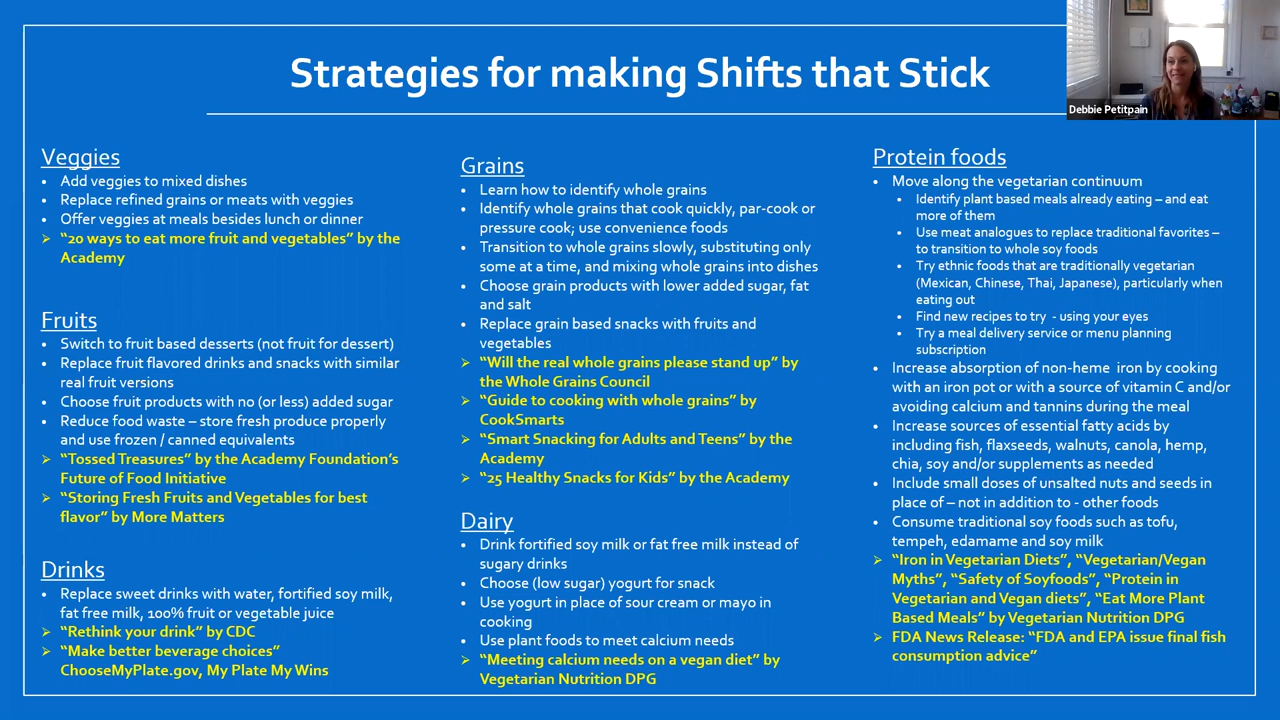 Strategies for making Shifts that Stick
Debbie Petitpain
Veggies
• Add veggies to mixed dishes
• Replace refined grains or meats with veggies
• Offer veggies at meals besides lunch or dinner
➢ “20 ways to eat more fruit and vegetables” by the
Academy
Fruits
• Switch to fruit based desserts (not fruit for dessert)
• Replace fruit flavored drinks and snacks with similar
real fruit versions
• Choose fruit products with no (or less) added sugar
• Reduce food waste – store fresh produce properly
and use frozen / canned equivalents
➢ “Tossed Treasures” by the Academy Foundation’s
Future of Food Initiative
➢ “Storing Fresh Fruits and Vegetables for best
flavor” by More Matters
Drinks
• Replace sweet drinks with water, fortified soy milk,
fat free milk, 100% fruit or vegetable juice
➢ “Rethink your drink” by CDC
➢ “Make better beverage choices”
ChooseMyPlate.gov, My Plate My Wins
Grains
• Learn how to identify whole grains
• Identify whole grains that cook quickly, par-cook or
pressure cook; use convenience foods
• Transition to whole grains slowly, substituting only
some at a time, and mixing whole grains into dishes
• Choose grain products with lower added sugar, fat
and salt
• Replace grain based snacks with fruits and
vegetables
➢ “Will the real whole grains please stand up” by
the Whole Grains Council
➢ “Guide to cooking with whole grains” by
CookSmarts
➢ “Smart Snacking for Adults and Teens” by the
Academy
➢ “25 Healthy Snacks for Kids” by the Academy
Dairy
• Drink fortified soy milk or fat free milk instead of
sugary drinks
• Choose (low sugar) yogurt for snack
• Use yogurt in place of sour cream or mayo in
cooking
• Use plant foods to meet calcium needs
➢ “Meeting calcium needs on a vegan diet” by
Vegetarian Nutrition DPG
Protein foods
• Move along the vegetarian continuum
• Identify plant based meals already eating – and eat
more of them
• Use meat analogues to replace traditional favorites –
to transition to whole soy foods
• Try ethnic foods that are traditionally vegetarian
(Mexican, Chinese, Thai, Japanese), particularly when
eating out
• Find new recipes to try - using your eyes
• Try a meal delivery service or menu planning
subscription
• Increase absorption of non-heme iron by cooking
with an iron pot or with a source of vitamin C and/or
avoiding calcium and tannins during the meal
• Increase sources of essential fatty acids by
including fish, flaxseeds, walnuts, canola, hemp,
chia, soy and/or supplements as needed
• Include small doses of unsalted nuts and seeds in
place of – not in addition to - other foods
• Consume traditional soy foods such as tofu,
tempeh, edamame and soy milk
➢ “Iron in Vegetarian Diets”, “Vegetarian/Vegan
Myths”, “Safety of Soyfoods”, “Protein in
Vegetarian and Vegan diets”, “Eat More Plant
Based Meals” by Vegetarian Nutrition DPG
➢ FDA News Release: “FDA and EPA issue final fish
consumption advice”